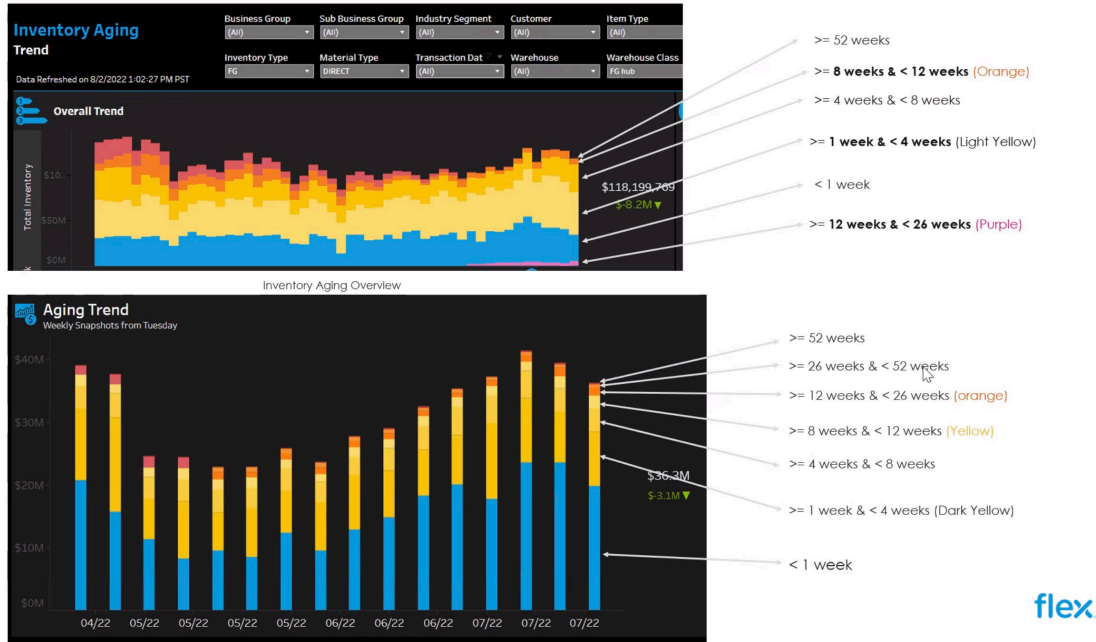 Inventory Aging
Trend
Data Refreshed on 8/2/2022 1:02-27 PM PST
Business Group Sub Business Group Industry Segment Customer Item Type
(All) (All) (All) (All) (All)
Inventory Type Material Type Transaction Dat Warehouse Warehouse Class
FG DIRECT (All) (All) FG hub
1
2
3
Overall Trend
Total Inventory
$10..
$50M
$0M
k
$118,199,769
$-8.2M ▼
>= 52 weeks
>= 8 weeks & < 12 weeks (Orange)
>= 4 weeks & < 8 weeks
>= 1 week & < 4 weeks (Light Yellow)
< 1 week
>= 12 weeks & < 26 weeks (Purple)
Inventory Aging Overview
Aging Trend
Weekly Snapshots from Tuesday
$40M
$30M
$20M
$10M
$0M
04/22 05/22 05/22 05/22 05/22 06/22 06/22 06/22 07/22 07/22 07/22
$36.3M
$-3.1M ▼
>= 52 weeks
>= 26 weeks & < 52 weeks
>= 12 weeks & < 26 weeks (orange)
>= 8 weeks & < 12 weeks (Yellow)
>= 4 weeks & < 8 weeks
>= 1 week & < 4 weeks (Dark Yellow)
< 1 week
flex